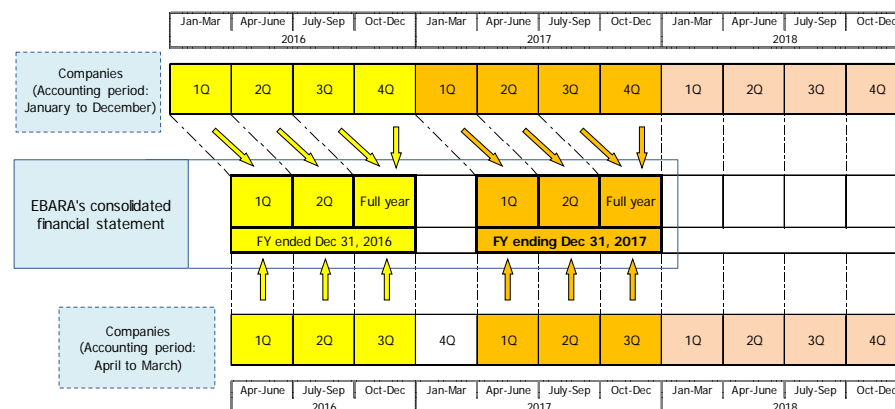 Jan-Mar Apr-June July-Sep Oct-Dec Jan-Mar Apr-June July-Sep Oct-Dec Jan-Mar Apr-June July-Sep Oct-Dec
2016 2017 2018
Companies
(Accounting period:
January to December)
1Q 2Q 3Q 4Q 1Q 2Q 3Q 4Q 1Q 2Q 3Q 4Q
EBARA's consolidated
financial statement
1Q 2Q Full year 1Q 2Q Full year
FY ended Dec 31, 2016 FY ending Dec 31, 2017
Companies
(Accounting period:
April to March)
1Q 2Q 3Q 4Q 1Q 2Q 3Q 1Q 2Q 3Q 4Q
Apr-June July-Sep Oct-Dec Jan-Mar Apr-June July-Sep Oct-Dec Jan-Mar Apr-June July-Sep Oct-Dec
2016 2017 2018